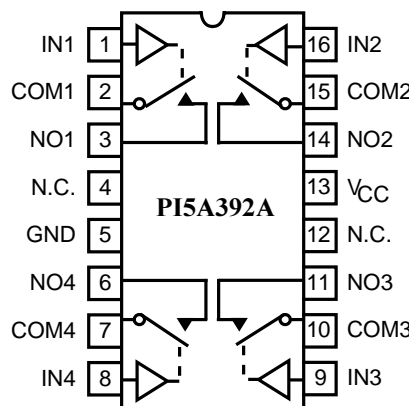 IN1 1 16 IN2
COM1 2 15 COM2
NO1 3 14 NO2
N.C. 4 13 VCC
PI5A392A
GND 5 12 N.C.
NO4 6 11 NO3
COM4 7 10 COM3
IN4 8 9 IN3